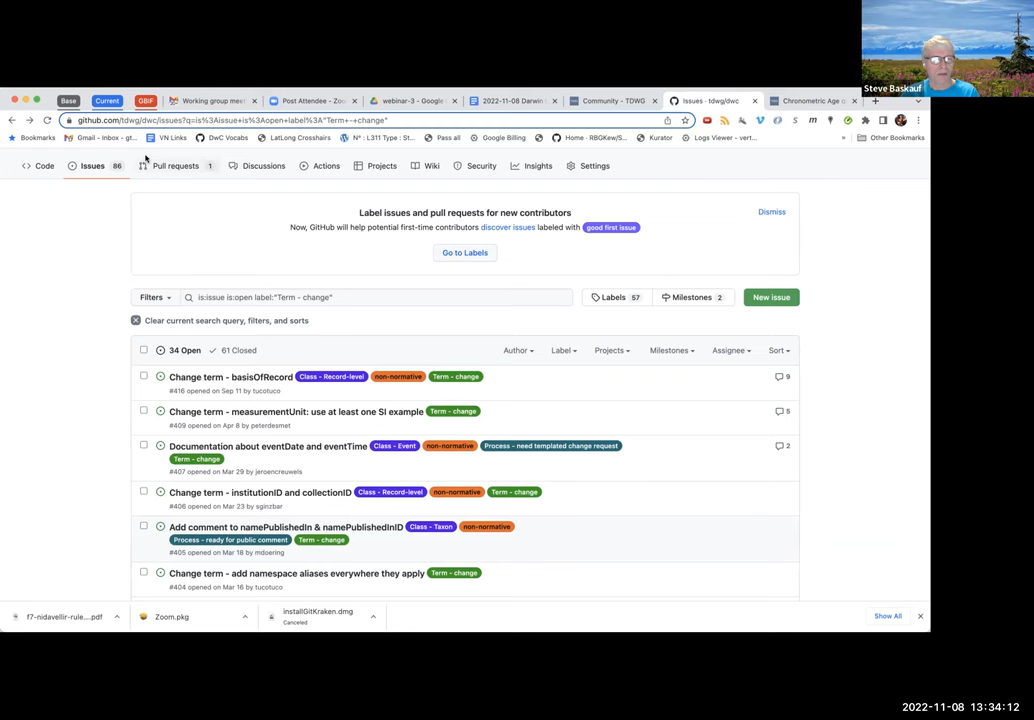 Steve Baskauf
Base
Current
GBIF
Working group mee
Post Attendee - Zoo
webinar-3 - Google
2022-11-08 Darwin
Community - TDWG
Issues · tdwg/dwc
Chronometric Age
github.com/tdwg/dwc/issues?q=is%3Aissue+is%3Aopen+label%3A"Term+-+change"
Bookmarks
Gmail - Inbox - gt...
VN Links
DwC Vocabs
LatLong Crosshairs
N° : L311 Type : St...
Pass all
Google Billing
Home · RBGKew/S...
Kurator
Logs Viewer - vert...
»
Other Bookmarks
Code
Issues 86
Pull requests 1
Discussions
Actions
Projects
Wiki
Security
Insights
Settings
Label issues and pull requests for new contributors
Dismiss
Now, GitHub will help potential first-time contributors discover issues labeled with good first issue
Go to Labels
Filters
is:issue is:open label:"Term - change"
Labels 57
Milestones 2
New issue
Clear current search query, filters, and sorts
34 Open
61 Closed
Author
Label
Projects
Milestones
Assignee
Sort
Change term - basisOfRecord Class - Record-level non-normative Term - change
9
#416 opened on Sep 11 by tucotuco
Change term - measurementUnit: use at least one SI example Term - change
5
#409 opened on Apr 8 by peterdesmet
Documentation about eventDate and eventTime Class - Event non-normative Process - need templated change request
2
Term - change
#407 opened on Mar 29 by jeroencreuwels
Change term - institutionID and collectionID Class - Record-level non-normative Term - change
#406 opened on Mar 23 by sginzbar
Add comment to namePublishedIn & namePublishedInID Class - Taxon non-normative
Process - ready for public comment Term - change
#405 opened on Mar 18 by mdoering
Change term - add namespace aliases everywhere they apply Term - change
#404 opened on Mar 16 by tucotuco
f7-nidavellir-rule....pdf
Zoom.pkg
installGitKraken.dmg
Canceled
Show All
2022-11-08 13:34:12